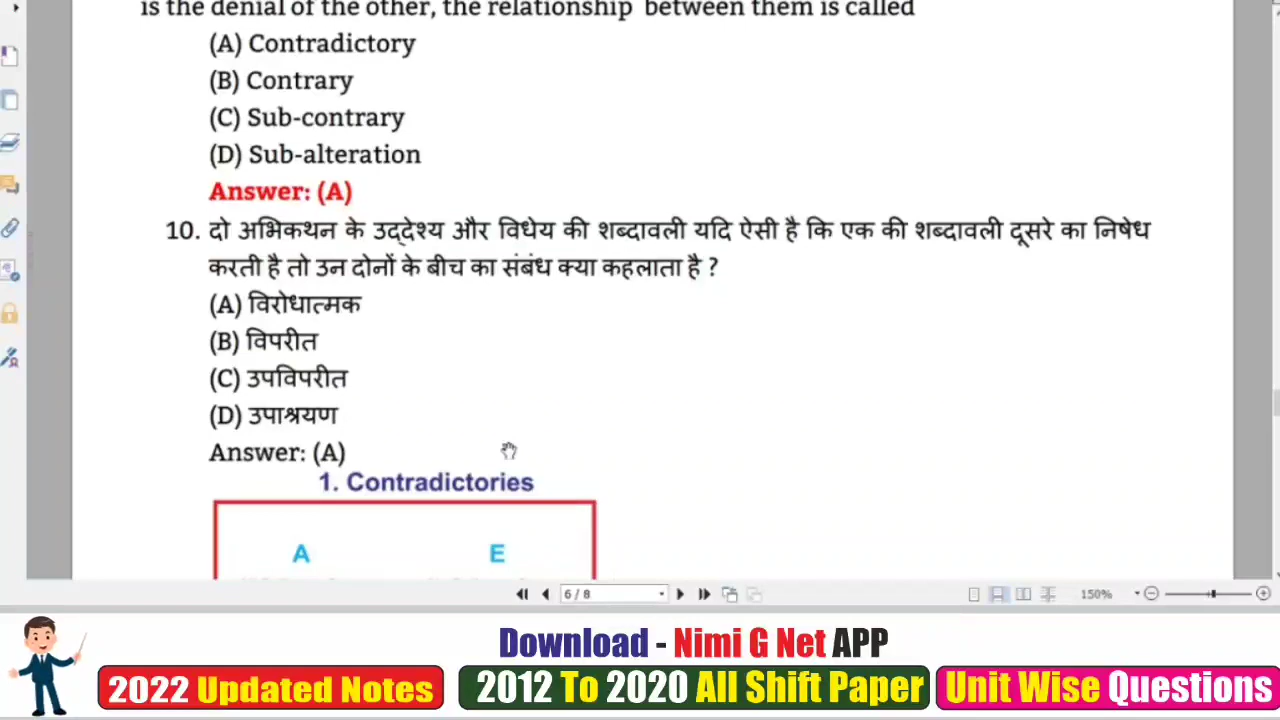 is the denial of the other, the relationship between them is called
(A) Contradictory
(B) Contrary
(C) Sub-contrary
(D) Sub-alteration
Answer: (A)
10. दो अभिकथन के उद्देश्य और विधेय की शब्दावली यदि ऐसी है कि एक की शब्दावली दूसरे का निषेध
करती है तो उन दोनों के बीच का संबंध क्या कहलाता है ?
(A) विरोधात्मक
(B) विपरीत
(C) उपविपरीत
(D) उपाश्रयण
Answer: (A)
1. Contradictories
A E
6 / 8
150%
Download - Nimi G Net APP
2022 Updated Notes 2012 To 2020 All Shift Paper Unit Wise Questions